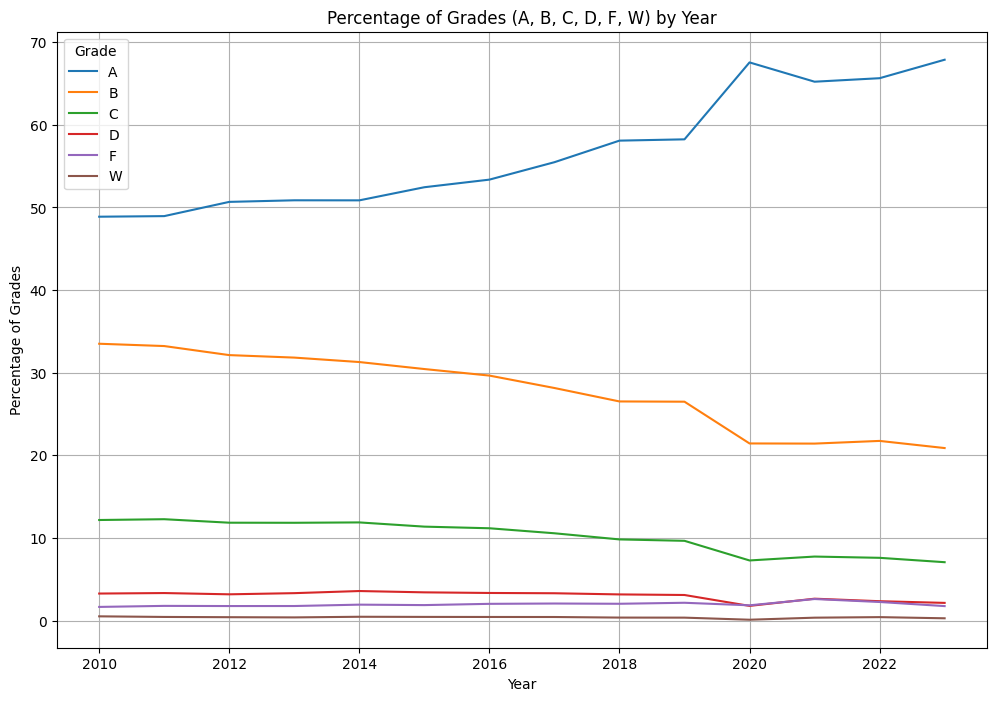 Percentage of Grades (A, B, C, D, F, W) by Year
Grade
A
B
C
D
F
W
Percentage of Grades
70
60
50
40
30
20
10
0
2010 2012 2014 2016 2018 2020 2022
Year